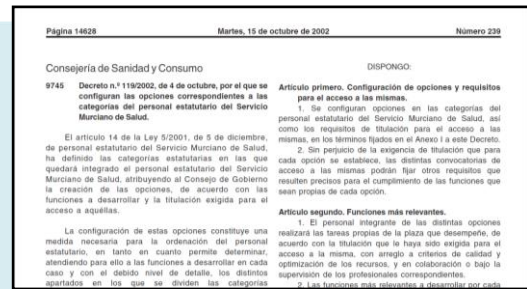 Página 14628 Martes, 15 de octubre de 2002 Número 239
Consejería de Sanidad y Consumo
9745 Decreto n.º 119/2002, de 4 de octubre, por el que se
configuran las opciones correspondientes a las
categorías del personal estatutario del Servicio
Murciano de Salud.
El artículo 14 de la Ley 5/2001, de 5 de diciembre,
de personal estatutario del Servicio Murciano de Salud,
ha definido las categorías estatutarias en las que
quedará integrado el personal estatutario del Servicio
Murciano de Salud, atribuyendo al Consejo de Gobierno
la creación de las opciones, de acuerdo con las
funciones a desarrollar y la titulación exigida para el
acceso a aquéllas.
La configuración de estas opciones constituye una
medida necesaria para la ordenación del personal
estatutario, en tanto en cuanto permite determinar,
atendiendo para ello a las funciones a desarrollar en cada
caso y con el debido nivel de detalle, los distintos
apartados en los que se dividen las categorías
DISPONGO:
Artículo primero. Configuración de opciones y requisitos
para el acceso a las mismas.
1. Se configuran opciones en las categorías del
personal estatutario del Servicio Murciano de Salud, así
como los requisitos de titulación para el acceso a las
mismas, en los términos fijados en el Anexo I a este Decreto.
2. Sin perjuicio de la exigencia de titulación que para
cada opción se establece, las distintas convocatorias de
acceso a las mismas podrán fijar otros requisitos que
resulten precisos para el cumplimiento de las funciones que
sean propias de cada opción.
Artículo segundo. Funciones más relevantes.
1. El personal integrante de las distintas opciones
realizará las tareas propias de la plaza que desempeñe, de
acuerdo con la titulación que le haya sido exigida para el
acceso a la misma, con arreglo a criterios de calidad y
optimización de los recursos, y en colaboración o bajo la
supervisión de los profesionales correspondientes.
2. Las funciones más relevantes a desarrollar por cada